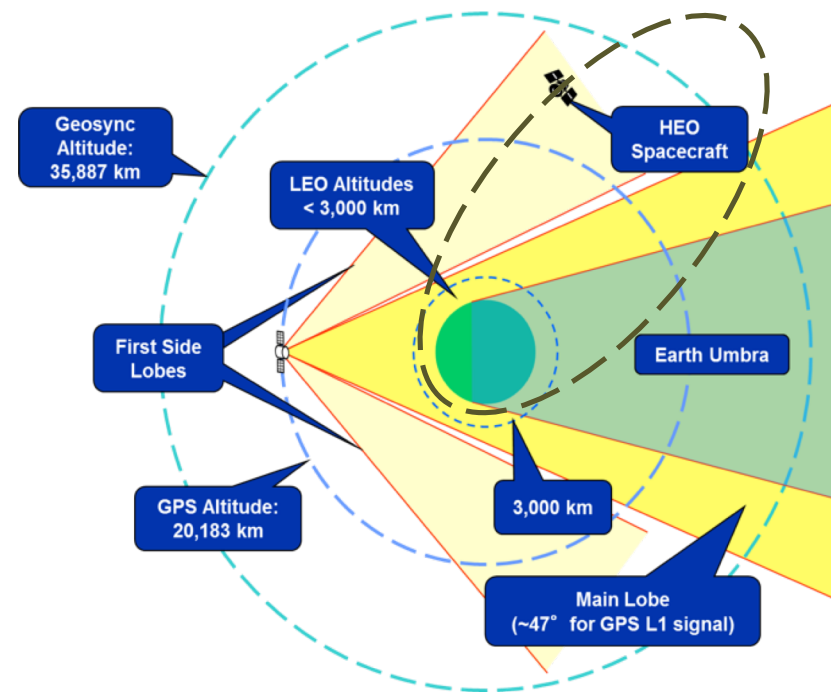 Geosync
Altitude:
35,887 km
HEO
Spacecraft
LEO Altitudes
< 3,000 km
First Side
Lobes
Earth Umbra
GPS Altitude:
20,183 km
3,000 km
Main Lobe
(~47° for GPS L1 signal)